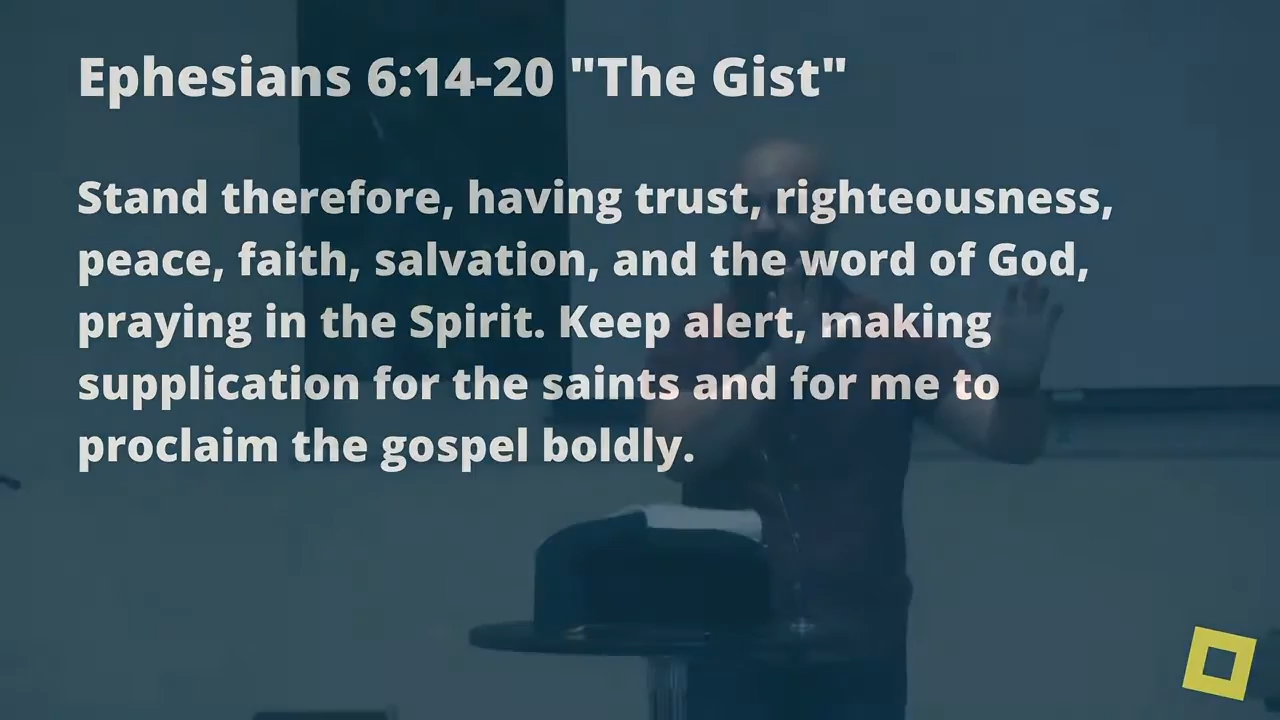 Ephesians 6:14-20 "The Gist"
Stand therefore, having trust, righteousness,
peace, faith, salvation, and the word of God,
praying in the Spirit. Keep alert, making
supplication for the saints and for me to
proclaim the gospel boldly.